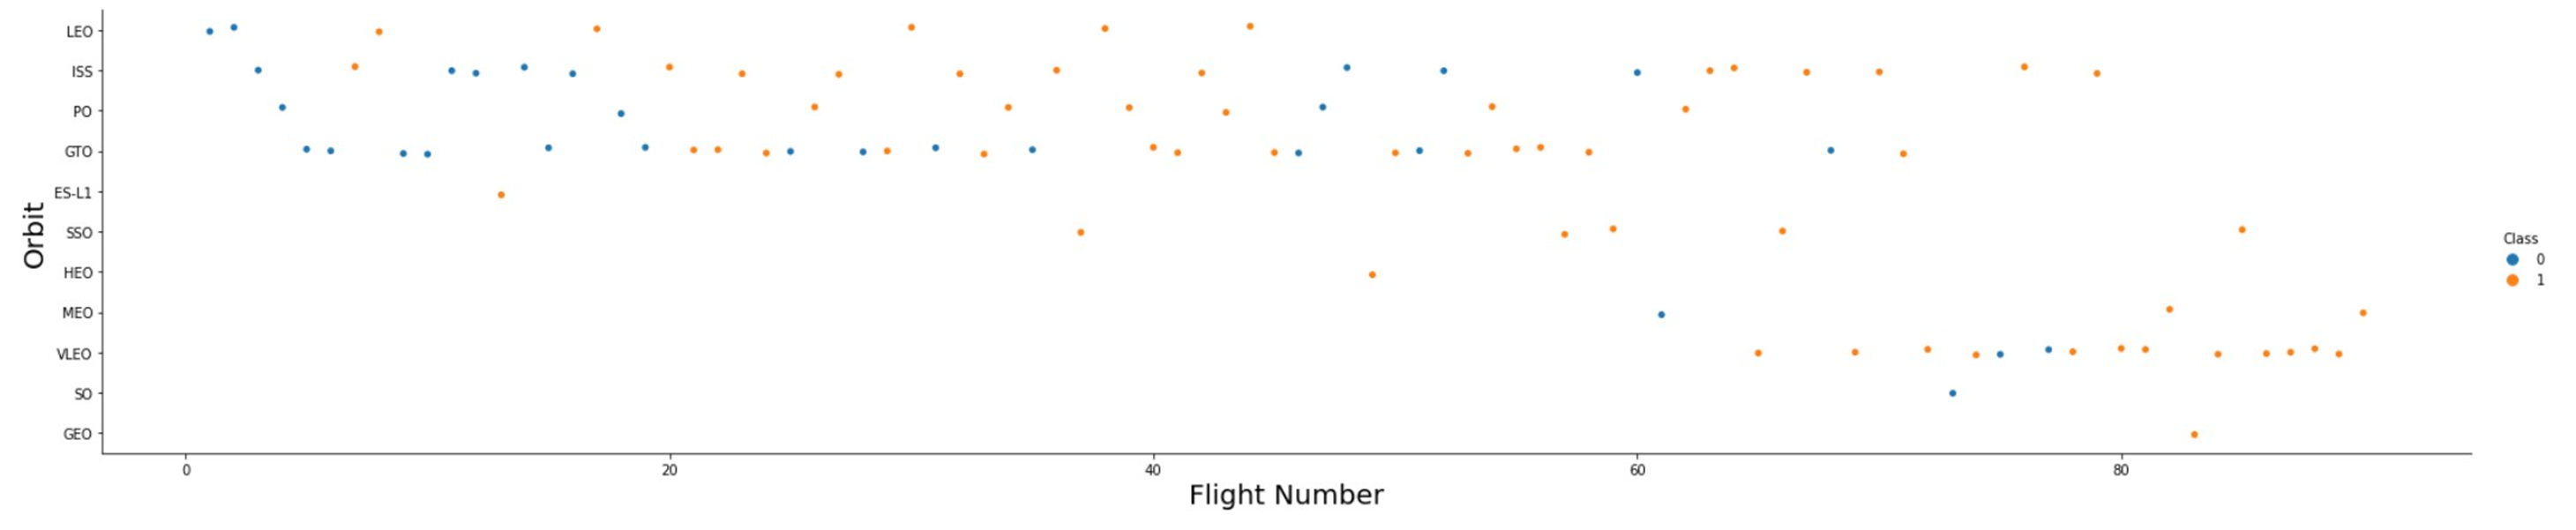 LEO
ISS
PO
GTO
ES-L1
SSO
HEO
MEO
VLEO
SO
GEO
Orbit
0 20 40 60 80
Flight Number
Class
0
1